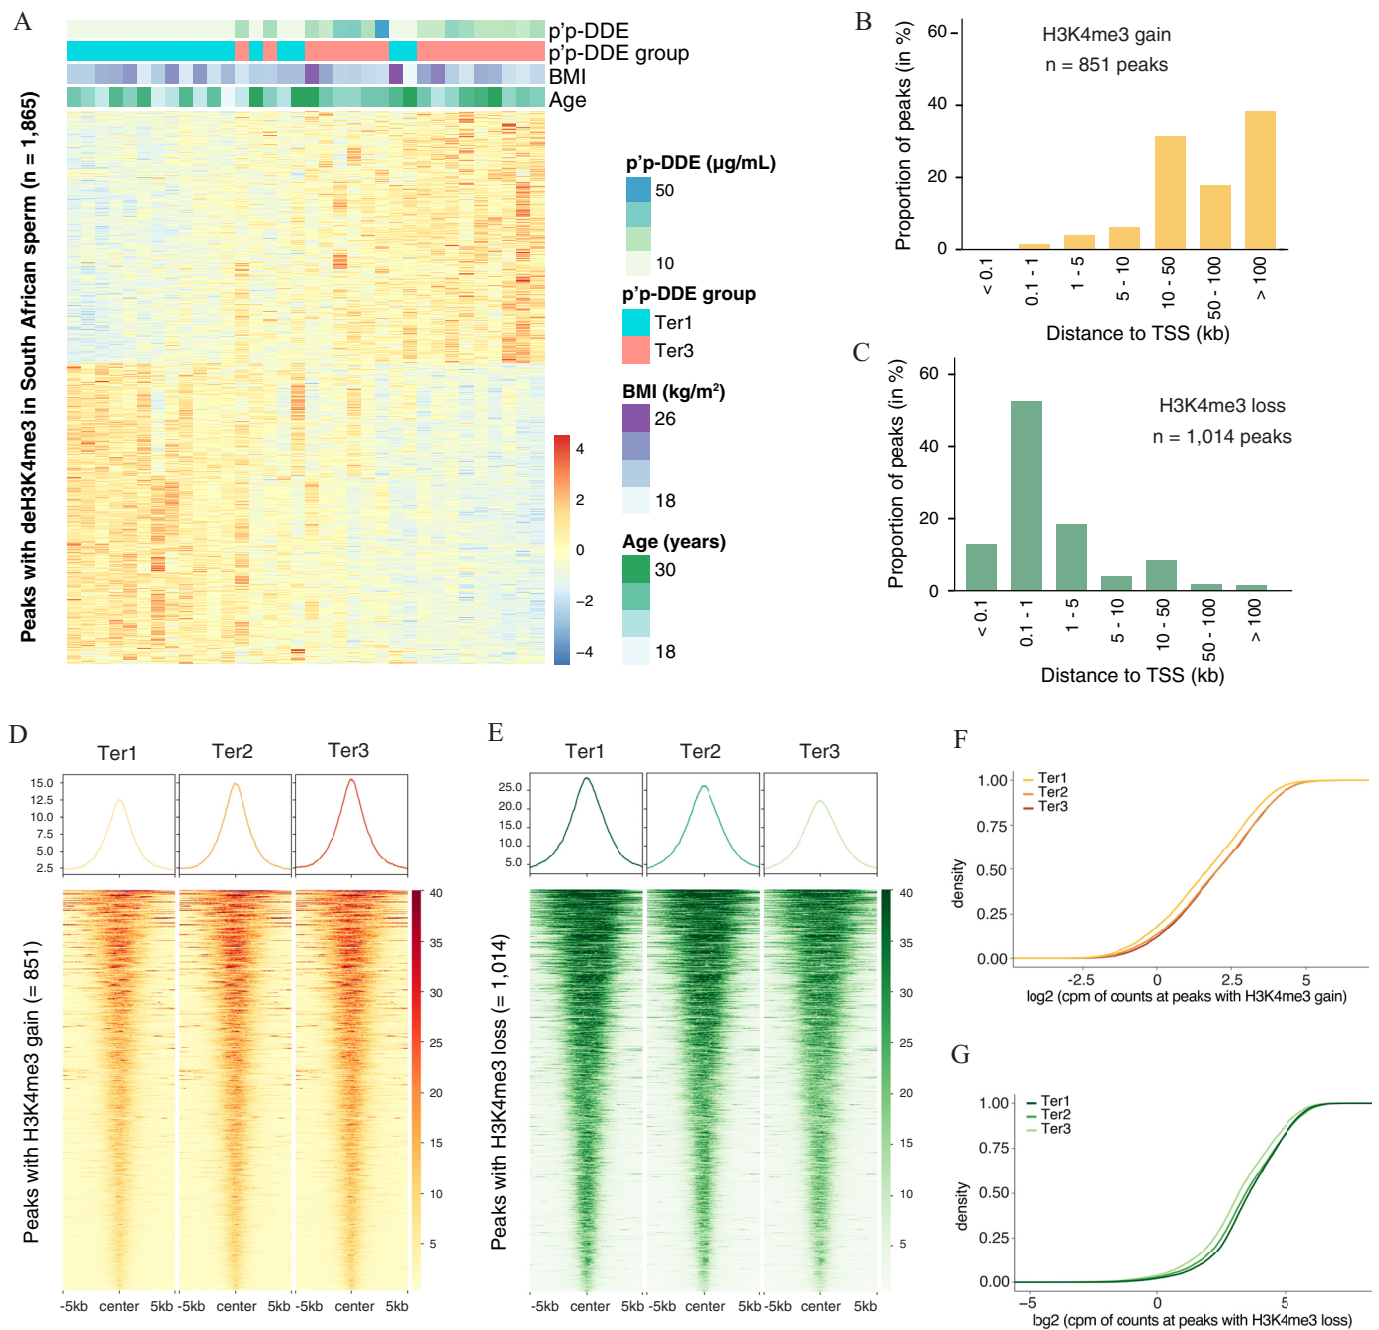 A
p'p-DDE
p'p-DDE group
BMI
Age
Peaks with deH3K4me3 in South African sperm (n = 1,865)
4
2
0
−2
−4
p'p-DDE (µg/mL)
50
10
p'p-DDE group
Ter1
Ter3
BMI (kg/m²)
26
18
Age (years)
30
18
B
H3K4me3 gain
n = 851 peaks
Proportion of peaks (in %)
60
40
20
0
< 0.1
0.1 - 1
1 - 5
5 - 10
10 - 50
50 - 100
> 100
Distance to TSS (kb)
C
H3K4me3 loss
n = 1,014 peaks
Proportion of peaks (in %)
60
40
20
0
< 0.1
0.1 - 1
1 - 5
5 - 10
10 - 50
50 - 100
> 100
Distance to TSS (kb)
D
Ter1 Ter2 Ter3
15.0
12.5
10.0
7.5
5.0
2.5
Peaks with H3K4me3 gain (= 851)
40
35
30
25
20
15
10
5
-5kb center 5kb -5kb center 5kb -5kb center 5kb
E
Ter1 Ter2 Ter3
25.0
20.0
15.0
10.0
5.0
Peaks with H3K4me3 loss (= 1,014)
40
35
30
25
20
15
10
5
-5kb center 5kb -5kb center 5kb -5kb center 5kb
F
Ter1
Ter2
Ter3
density
1.00
0.75
0.50
0.25
0.00
-2.5 0 2.5 5
log2 (cpm of counts at peaks with H3K4me3 gain)
G
Ter1
Ter2
Ter3
density
1.00
0.75
0.50
0.25
0.00
−5 0 5
log2 (cpm of counts at peaks with H3K4me3 loss)